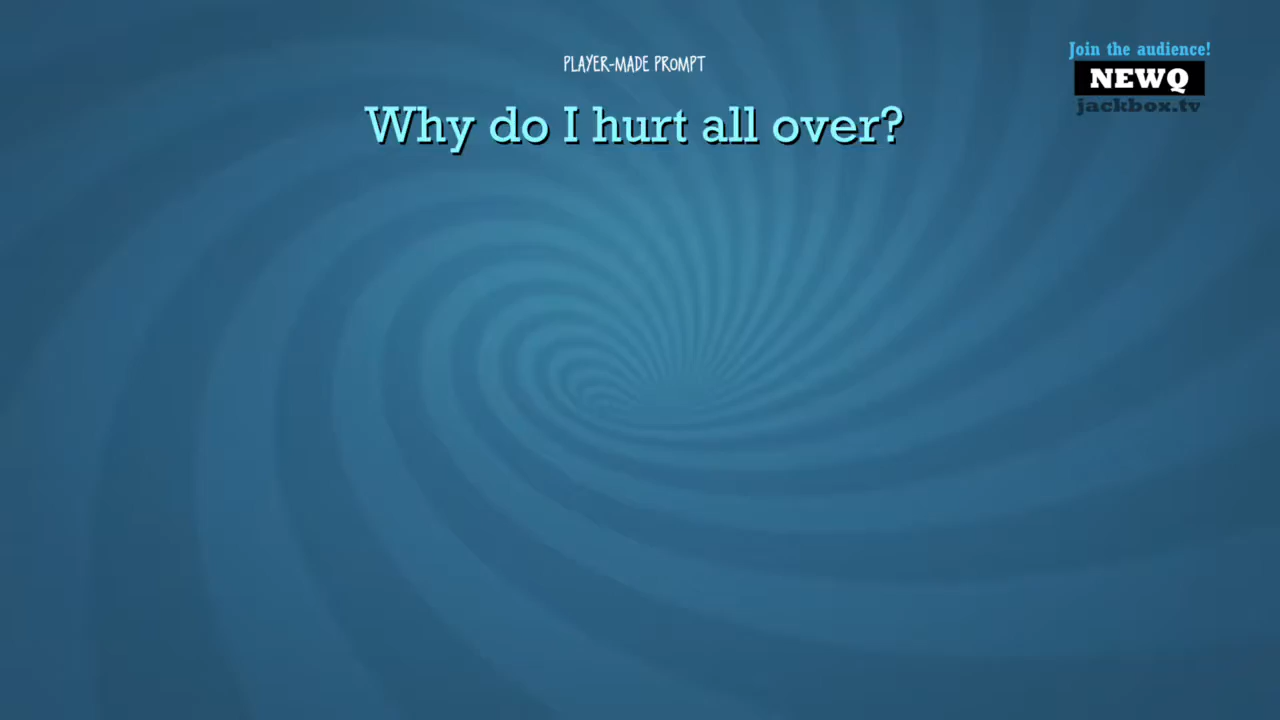 PLAYER-MADE PROMPT
Why do I hurt all over?
Join the audience!
NEWQ
jackbox.tv